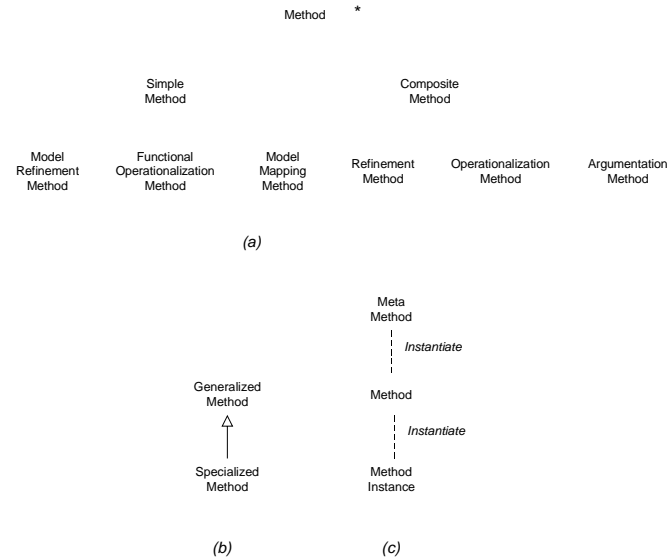 Method *
Simple
Method
Composite
Method
Model
Refinement
Method
Functional
Operationalization
Method
Model
Mapping
Method
Refinement
Method
Operationalization
Method
Argumentation
Method
(a)
Generalized
Method
Specialized
Method
(b)
Meta
Method
Instantiate
Method
Instantiate
Method
Instance
(c)